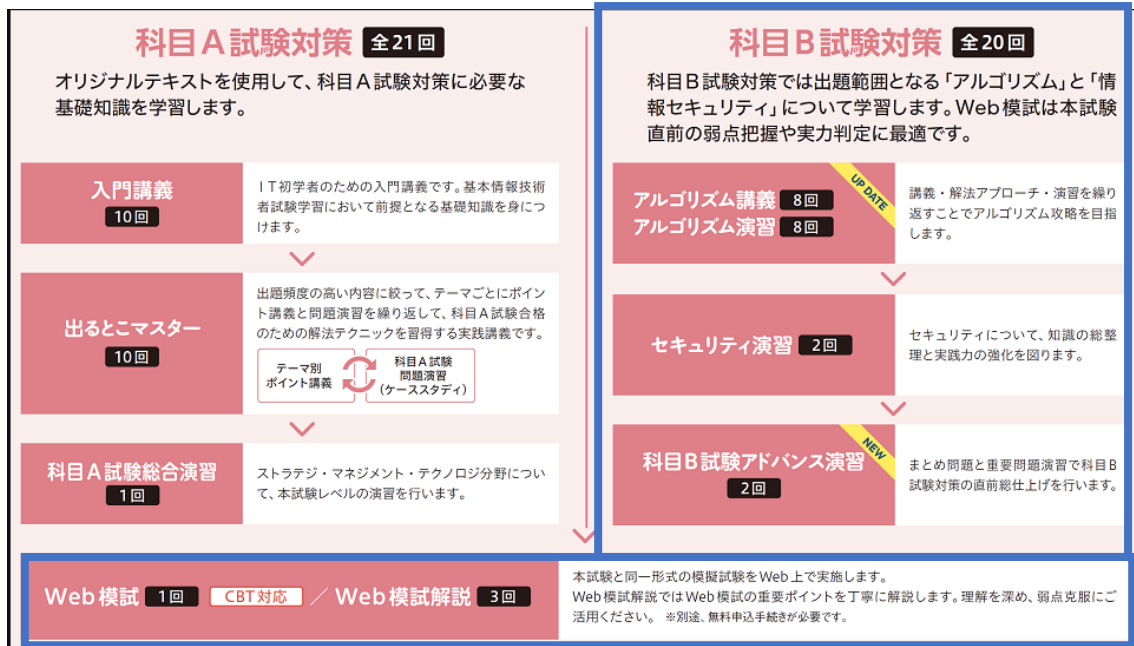 科目A試験対策 全21回
オリジナルテキストを使用して、科目A試験対策に必要な
基礎知識を学習します。
入門講義
10回
IT初学者のための入門講義です。基本情報技術
者試験学習において前提となる基礎知識を身につ
けます。
出るとこマスター
10回
出題頻度の高い内容に絞って、テーマごとにポイン
ト講義と問題演習を繰り返して、科目A試験合格
のための解法テクニックを習得する実践講義です。
テーマ別
ポイント講義
科目A試験
問題演習
(ケーススタディ)
科目A試験総合演習
1回
ストラテジ・マネジメント・テクノロジ分野につい
て、本試験レベルの演習を行います。
科目B試験対策 全20回
科目B試験対策では出題範囲となる「アルゴリズム」と「情
報セキュリティ」について学習します。Web模試は本試験
直前の弱点把握や実力判定に最適です。
アルゴリズム講義 8回
アルゴリズム演習 8回
UP DATE
講義・解法アプローチ・演習を繰り
返すことでアルゴリズム攻略を目指
します。
セキュリティ演習 2回
セキュリティについて、知識の総整
理と実践力の強化を図ります。
科目B試験アドバンス演習
2回
NEW
まとめ問題と重要問題演習で科目B
試験対策の直前総仕上げを行います。
Web模試 1回 CBT対応 / Web模試解説 3回
本試験と同一形式の模擬試験をWeb上で実施します。
Web模試解説ではWeb模試の重要ポイントを丁寧に解説します。理解を深め、弱点克服にご
活用ください。 ※別途、無料申込手続きが必要です。